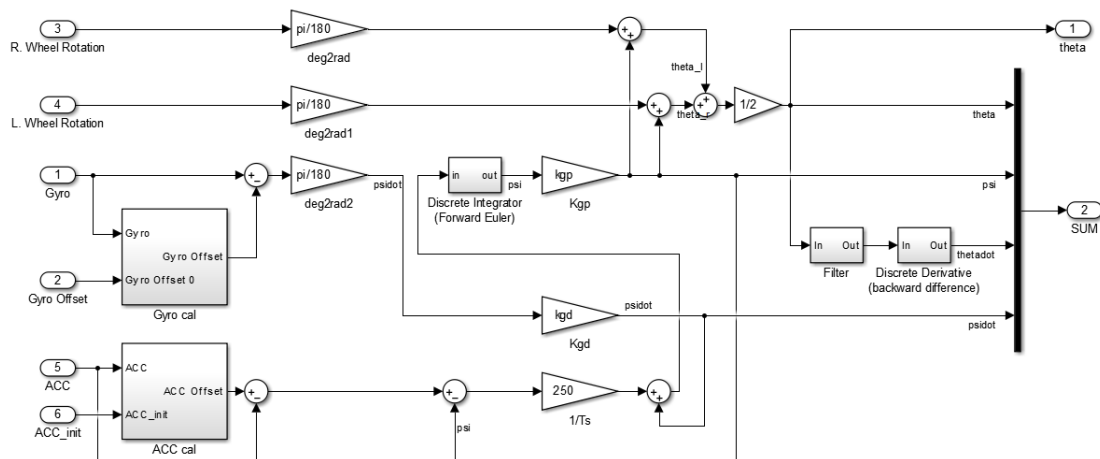 3
R. Wheel Rotation
pi/180
deg2rad
+
+
theta_l
1
theta
4
L. Wheel Rotation
pi/180
deg2rad1
+
+
theta_r
+
+
1/2
theta
1
Gyro
+
−
pi/180
deg2rad2
psidot
in out
psi
Discrete Integrator
(Forward Euler)
kgp
Kgp
psi
2
SUM
Gyro
Gyro Offset
Gyro Offset 0
Gyro cal
2
Gyro Offset
In Out
Filter
In Out
Discrete Derivative
(backward difference)
thetadot
kgd
Kgd
psidot
psidot
5
ACC
6
ACC_init
ACC
ACC Offset
ACC_init
ACC cal
+
−
+
−
psi
250
1/Ts
+
+